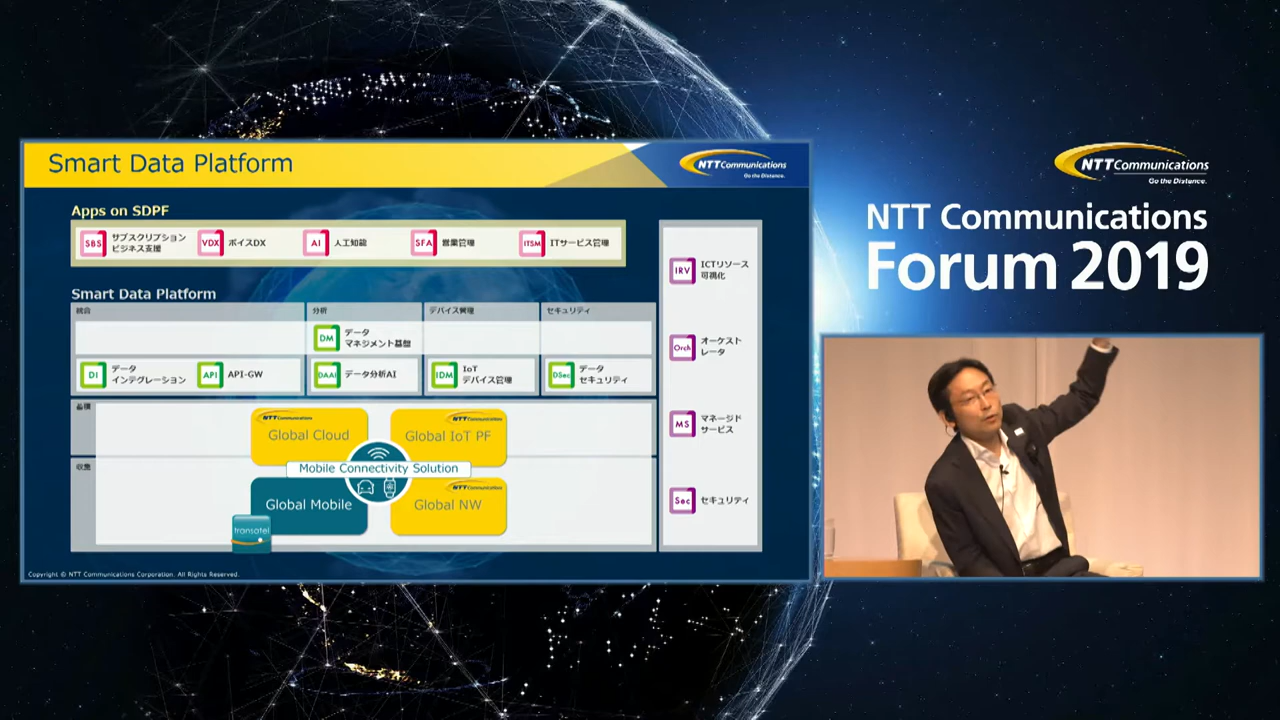 Smart Data Platform
NTT Communications
Go the Distance.
Apps on SDPF
SBS
サブスクリプション
ビジネス支援
VDX
ボイスDX
AI
人工知能
SFA
営業管理
ITSM
ITサービス管理
Smart Data Platform
統合
分析
デバイス管理
セキュリティ
DM
データ
マネジメント基盤
DI
データ
インテグレーション
API
API-GW
DAAI
データ分析AI
IDM
IoT
デバイス管理
DSec
データ
セキュリティ
蓄積
NTT Communications
Global Cloud
NTT Communications
Global IoT PF
Mobile Connectivity Solution
収集
Global Mobile
NTT Communications
Global NW
transatel
IRV
ICTリソース
可視化
Orch
オーケスト
レータ
MS
マネージド
サービス
Sec
セキュリティ
Copyright © NTT Communications Corporation. All Rights Reserved.
NTT Communications
Go the Distance.
NTT Communications
Forum 2019